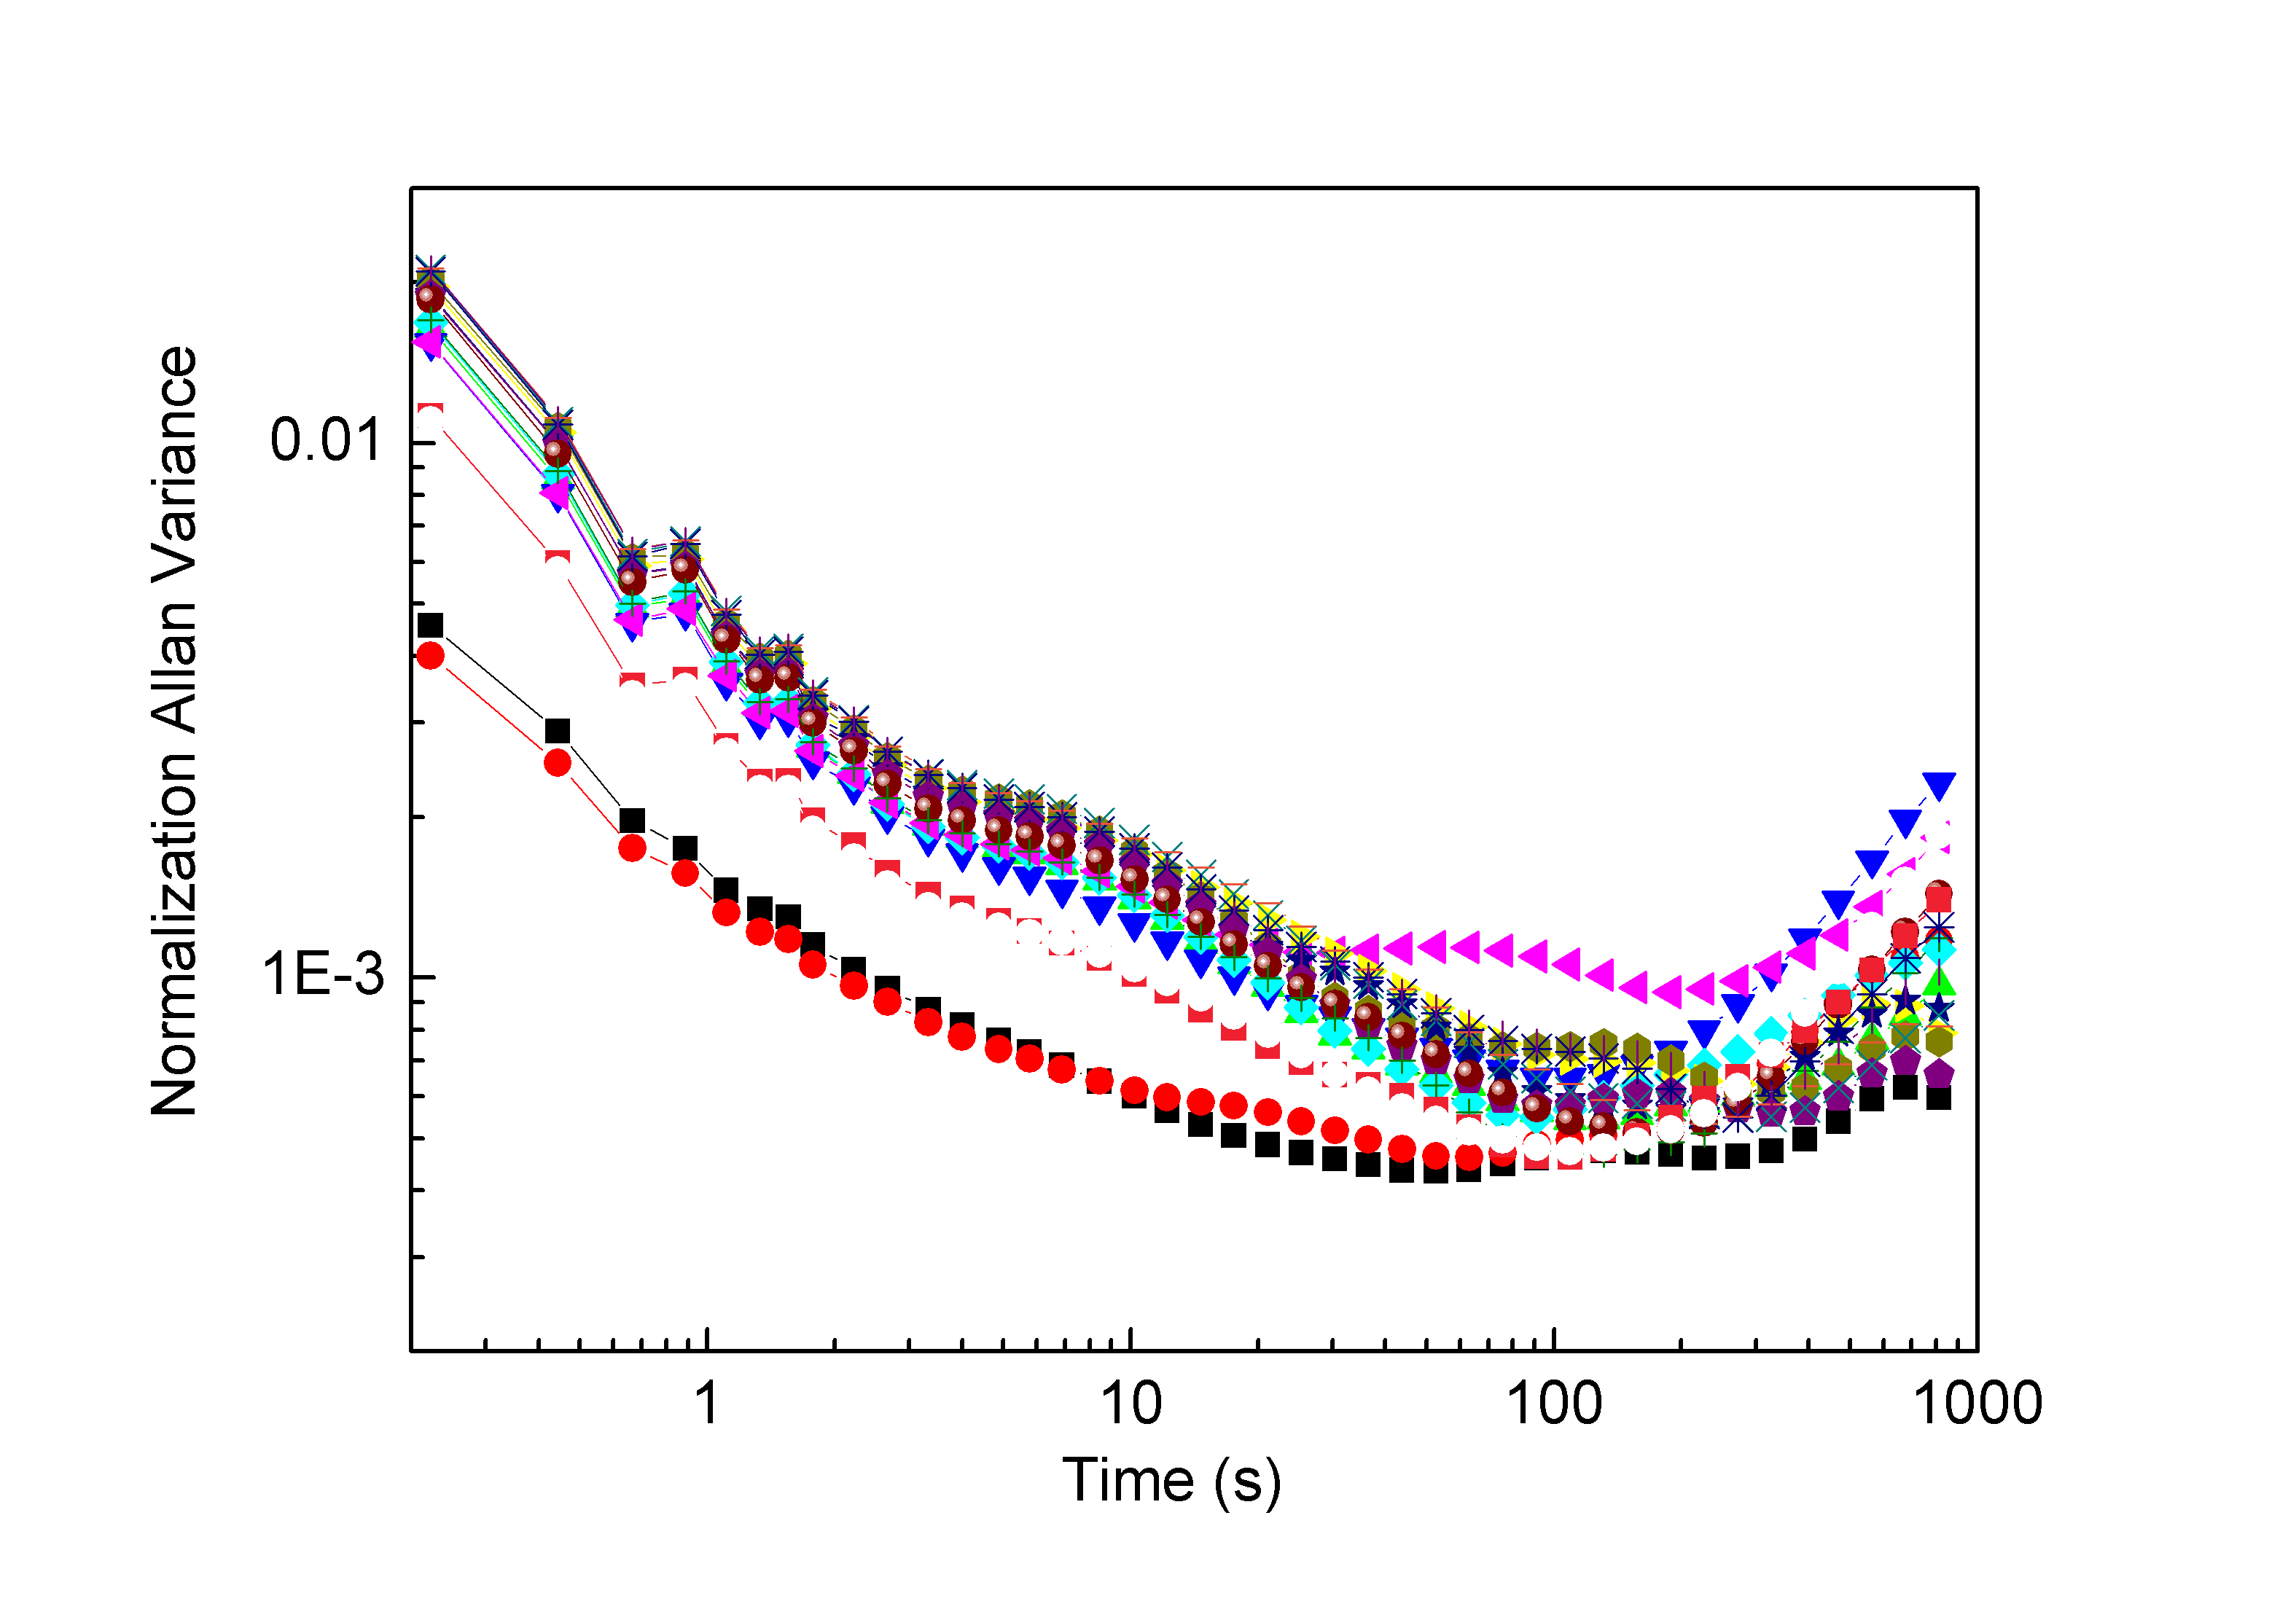 Normalization Allan Variance
0.01
1E-3
1 10 100 1000
Time (s)